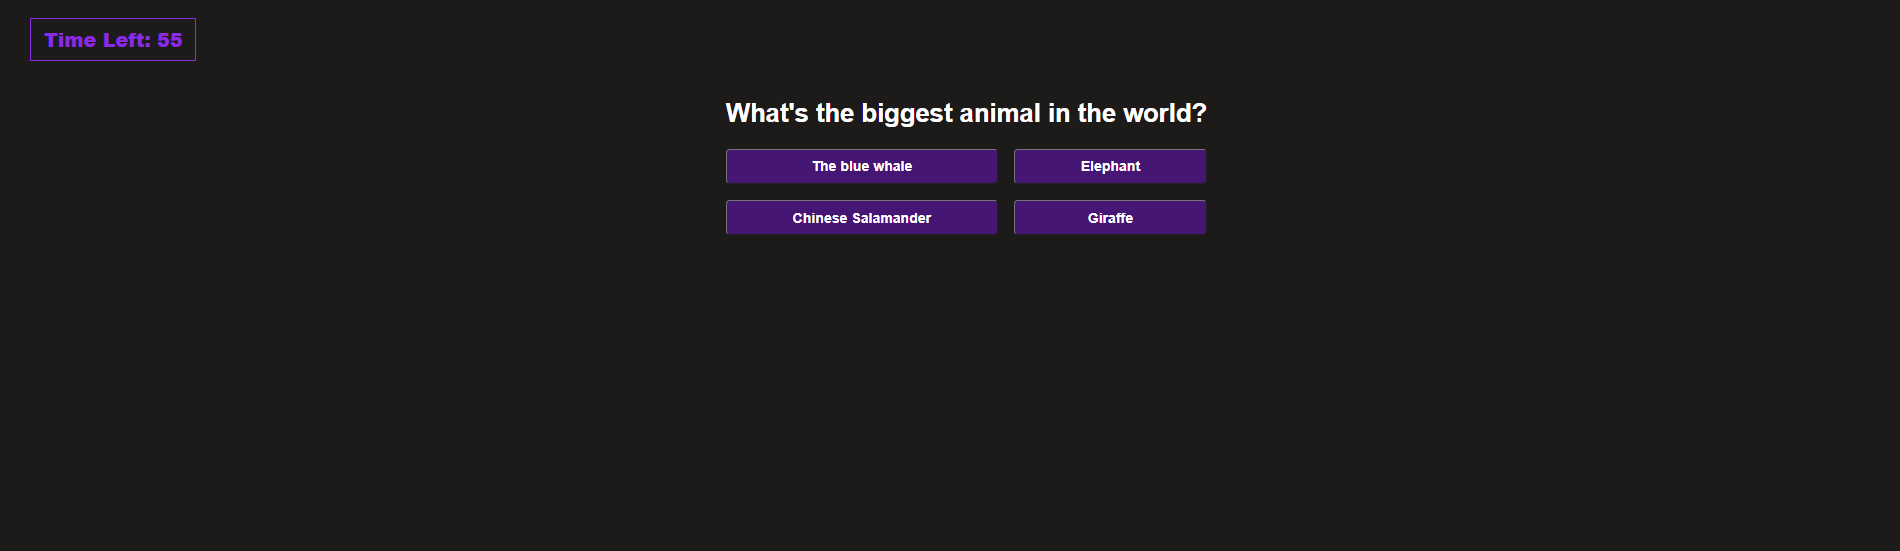 Time Left: 55
What's the biggest animal in the world?
The blue whale
Elephant
Chinese Salamander
Giraffe